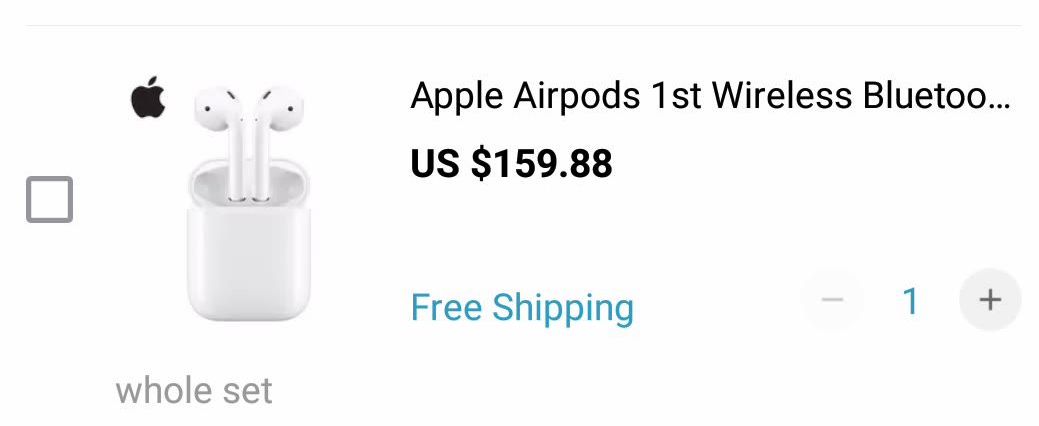 Apple Airpods 1st Wireless Bluetoo...
US $159.88
Free Shipping
− 1 +
whole set